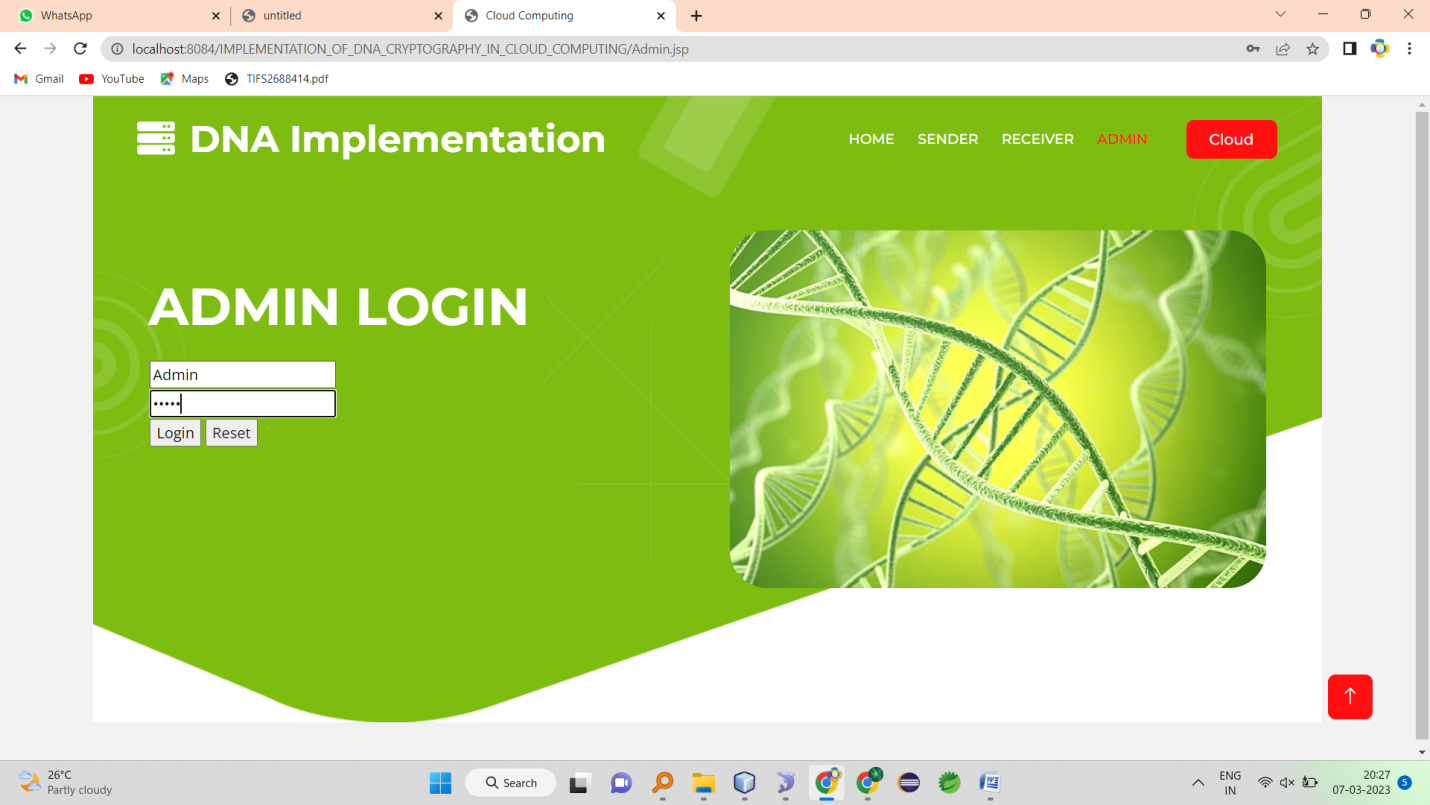 WhatsApp
untitled
Cloud Computing
localhost:8084/IMPLEMENTATION_OF_DNA_CRYPTOGRAPHY_IN_CLOUD_COMPUTING/Admin.jsp
Gmail YouTube Maps TIFS2688414.pdf
DNA Implementation
HOME SENDER RECEIVER ADMIN Cloud
ADMIN LOGIN
Admin
•••••
Login Reset
26°C
Partly cloudy
Search
ENG
IN
20:27
07-03-2023
5